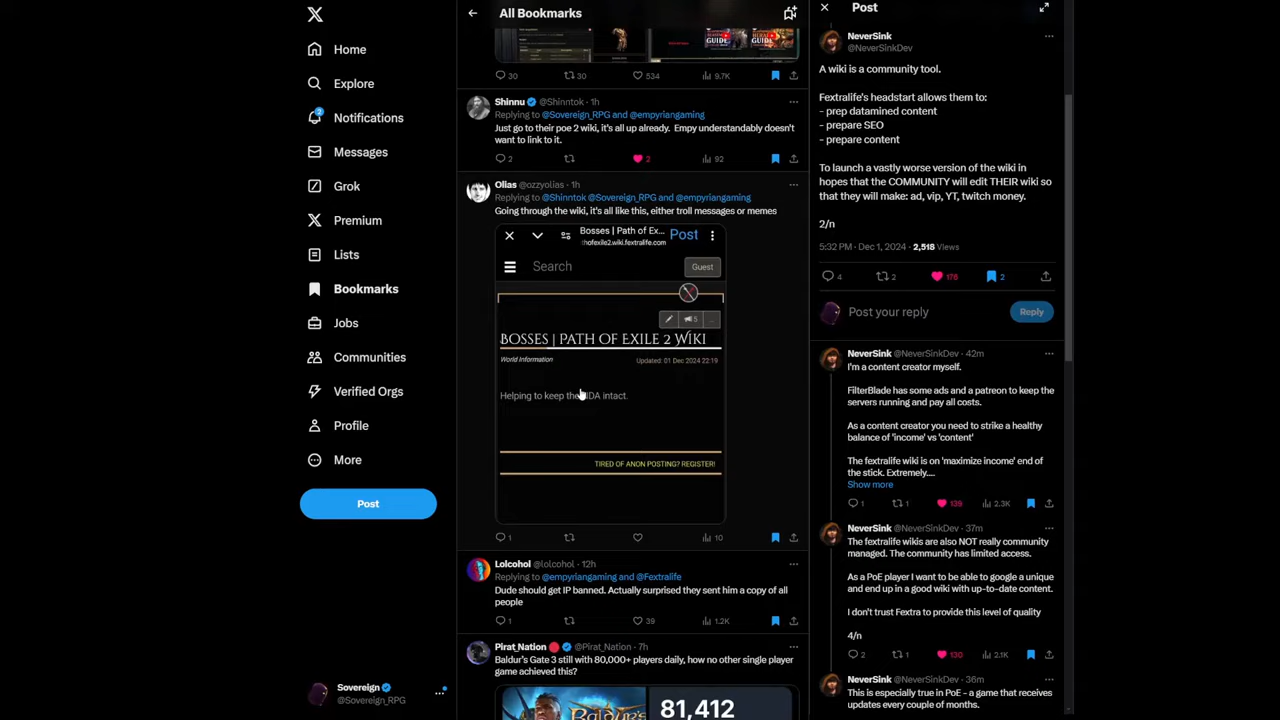 Home
Explore
2
Notifications
Messages
Grok
Premium
Lists
Bookmarks
Jobs
Communities
Verified Orgs
Profile
More
Post
Sovereign
@Sovereign_RPG
All Bookmarks
GUIDE
GUIDE
30
30
534
9.7K
Shinnu @Shinntok · 1h
Replying to @Sovereign_RPG and @empyriangaming
Just go to their poe 2 wiki, it's all up already. Empy understandably doesn't
want to link to it.
2
2
92
Olias @ozzyolias · 1h
Replying to @Shinntok @Sovereign_RPG and @empyriangaming
Going through the wiki, it's all like this, either troll messages or memes
Bosses | Path of Ex...
thofexile2.wiki.fextralife.com
Post
Search
Guest
5
...
BOSSES | PATH OF EXILE 2 WIKI
World Information
Updated: 01 Dec 2024 22:19
Helping to keep the NDA intact.
TIRED OF ANON POSTING? REGISTER!
1
10
Lolcohol @lolcohol · 12h
Replying to @empyriangaming and @Fextralife
Dude should get IP banned. Actually surprised they sent him a copy of all
people
1
39
1.2K
Pirat_Nation @Pirat_Nation · 7h
Baldur's Gate 3 still with 80,000+ players daily, how no other single player
game achieved this?
81,412
Post
NeverSink
@NeverSinkDev
A wiki is a community tool.
Fextralife's headstart allows them to:
- prep datamined content
- prepare SEO
- prepare content
To launch a vastly worse version of the wiki in
hopes that the COMMUNITY will edit THEIR wiki so
that they will make: ad, vip, YT, twitch money.
2/n
5:32 PM · Dec 1, 2024 · 2,518 Views
4
2
176
2
Post your reply
Reply
NeverSink @NeverSinkDev · 42m
I'm a content creator myself.
FilterBlade has some ads and a patreon to keep the
servers running and pay all costs.
As a content creator you need to strike a healthy
balance of 'income' vs 'content'
The fextralife wiki is on 'maximize income' end of
the stick. Extremely....
Show more
1
1
139
2.3K
NeverSink @NeverSinkDev · 37m
The fextralife wikis are also NOT really community
managed. The community has limited access.
As a PoE player I want to be able to google a unique
and end up in a good wiki with up-to-date content.
I don't trust Fextra to provide this level of quality
4/n
2
1
130
2.1K
NeverSink @NeverSinkDev · 36m
This is especially true in PoE - a game that receives
updates every couple of months.